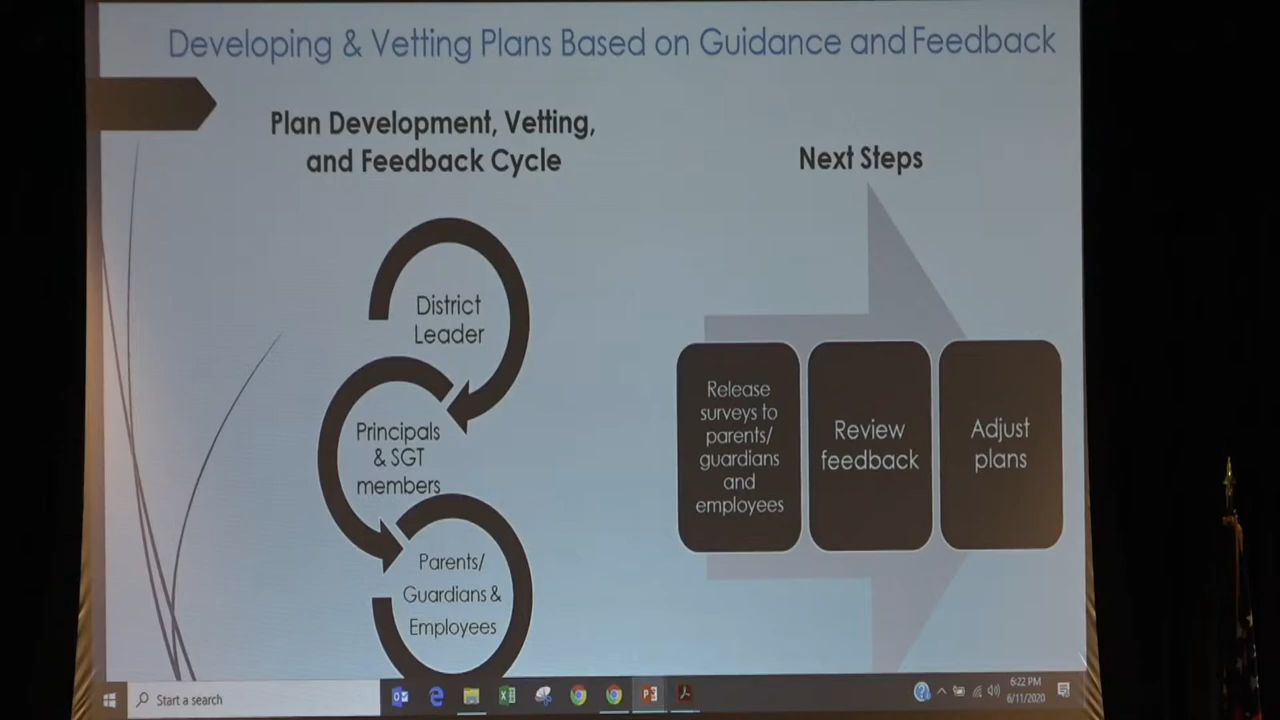 Developing & Vetting Plans Based on Guidance and Feedback
Plan Development, Vetting,
and Feedback Cycle
District
Leader
Principals
& SGT
members
Parents/
Guardians &
Employees
Next Steps
Release
surveys to
parents/
guardians
and
employees
Review
feedback
Adjust
plans
Start a search
6:22 PM
6/11/2020